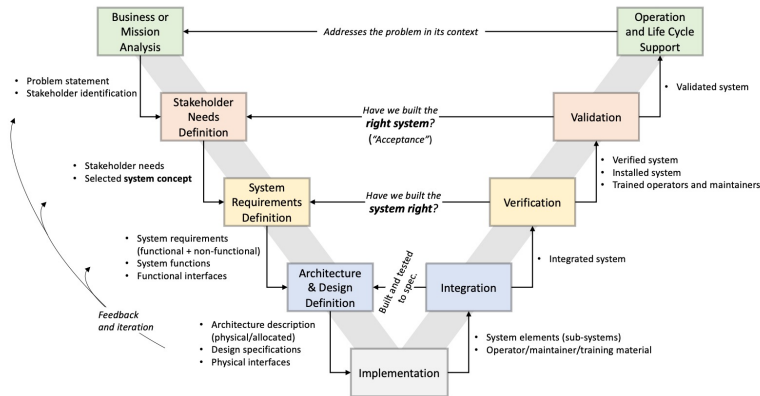 Business or
Mission
Analysis
Addresses the problem in its context
Operation
and Life Cycle
Support
• Problem statement
• Stakeholder identification
• Validated system
Stakeholder
Needs
Definition
Have we built the
right system?
("Acceptance")
Validation
• Stakeholder needs
• Selected system concept
• Verified system
• Installed system
• Trained operators and maintainers
System
Requirements
Definition
Have we built the
system right?
Verification
• System requirements
(functional + non-functional)
• System functions
• Functional interfaces
• Integrated system
Architecture
& Design
Definition
Built and tested
to spec.
Integration
Feedback
and iteration
• Architecture description
(physical/allocated)
• Design specifications
• Physical interfaces
• System elements (sub-systems)
• Operator/maintainer/training material
Implementation